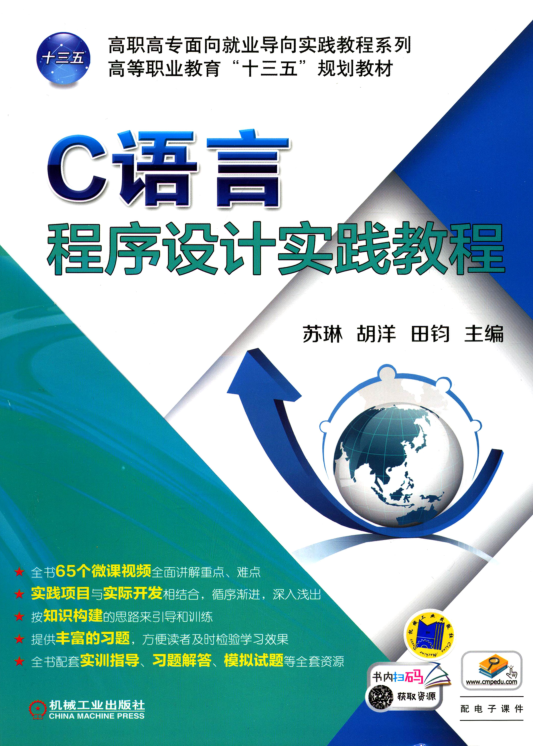 十三五
高职高专面向就业导向实践教程系列
高等职业教育“十三五”规划教材
C语言
程序设计实践教程
苏琳 胡洋 田钧 主编
★ 全书65个微课视频全面讲解重点、难点
★ 实践项目与实际开发相结合，循序渐进，深入浅出
★ 按知识构建的思路来引导和训练
★ 提供丰富的习题，方便读者及时检验学习效果
★ 全书配套实训指导、习题解答、模拟试题等全套资源
书内扫码
获取资源
www.cmpedu.com
配电子课件
机械工业出版社
CHINA MACHINE PRESS